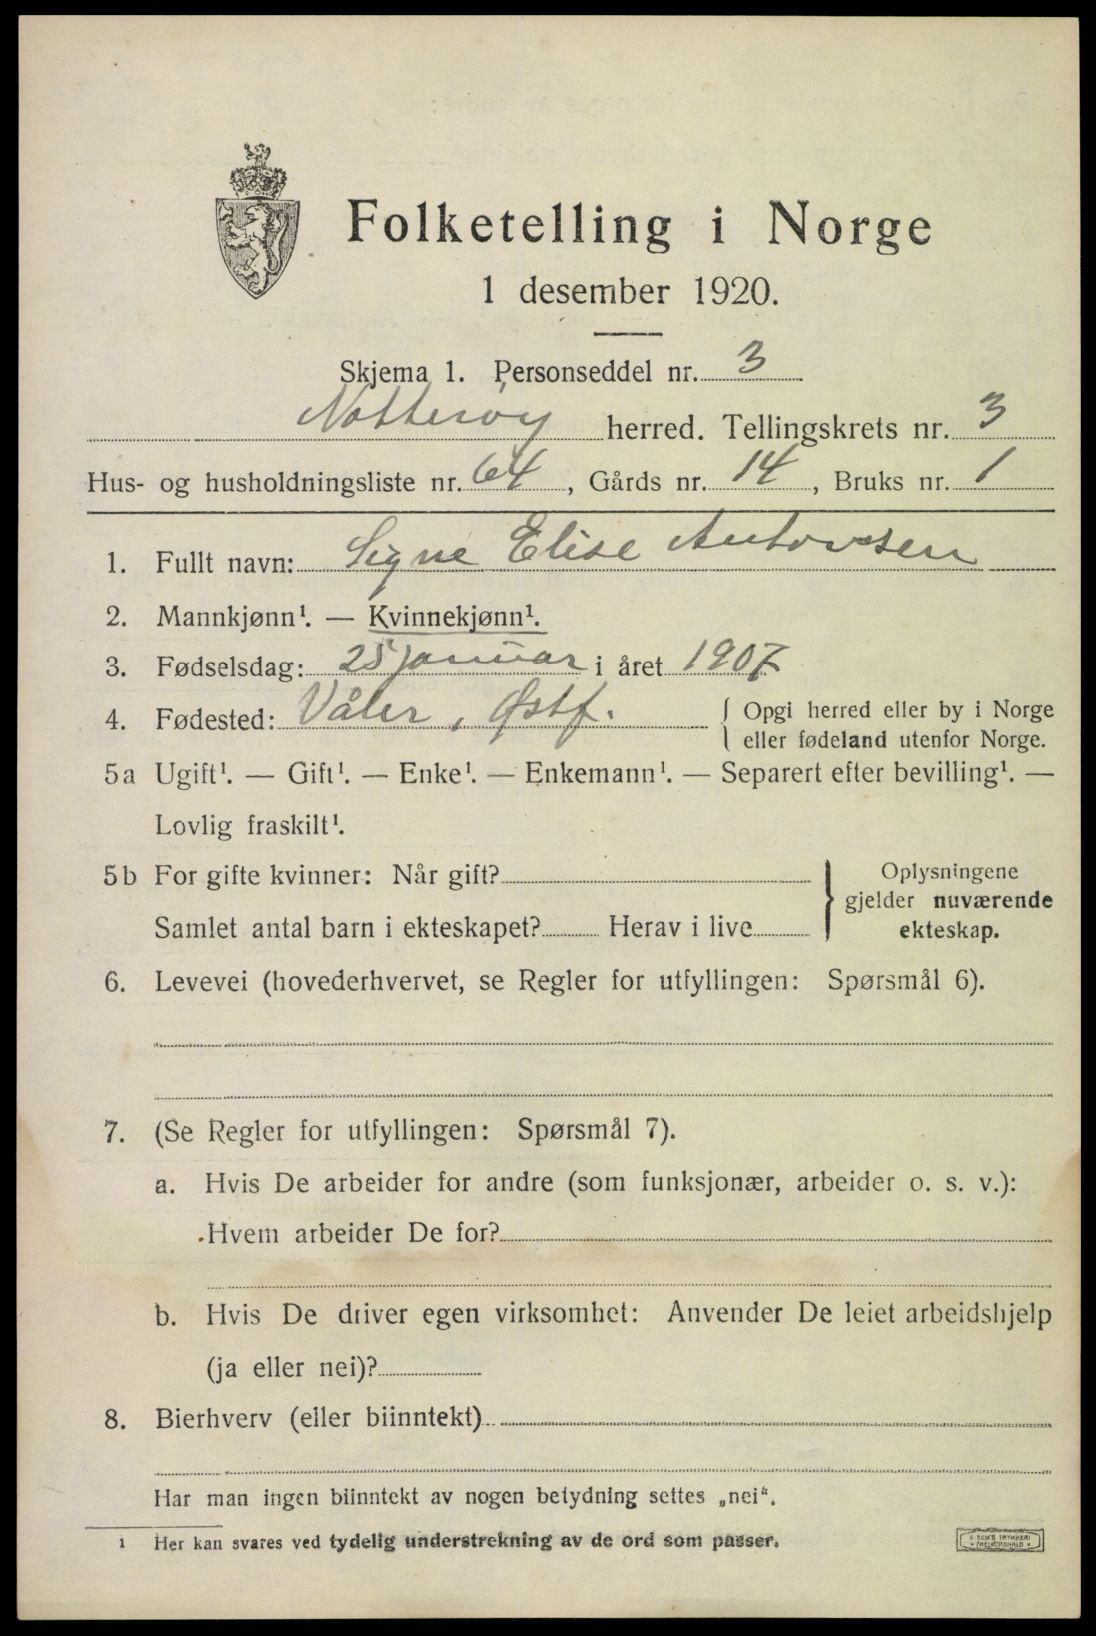 Folketelling i Norge
1 desember 1920.
Skjema 1. Personseddel nr. 3
Nøtterøy herred. Tellingskrets nr. 3
Hus- og husholdningsliste nr. 64, Gårds nr. 14, Bruks nr. 1
1. Fullt navn: Signe Elise Antonsen
2. Mannkjønn¹. — Kvinnekjønn¹.
3. Fødselsdag: 25 januar i året 1907
4. Fødested: Våler, Østf. { Opgi herred eller by i Norge
eller fødeland utenfor Norge.
5a Ugift¹. — Gift¹. — Enke¹. — Enkemann¹. — Separert efter bevilling¹. —
Lovlig fraskilt¹.
5b For gifte kvinner: Når gift?
Samlet antal barn i ekteskapet? Herav i live
} Oplysningene
gjelder nuværende
ekteskap.
6. Levevei (hovederhvervet, se Regler for utfyllingen: Spørsmål 6).
7. (Se Regler for utfyllingen: Spørsmål 7).
a. Hvis De arbeider for andre (som funksjonær, arbeider o. s. v.):
Hvem arbeider De for?
b. Hvis De driver egen virksomhet: Anvender De leiet arbeidshjelp
(ja eller nei)?
8. Bierhverv (eller biinntekt)
Har man ingen biinntekt av nogen betydning settes „nei“.
1 Her kan svares ved tydelig understrekning av de ord som passer.